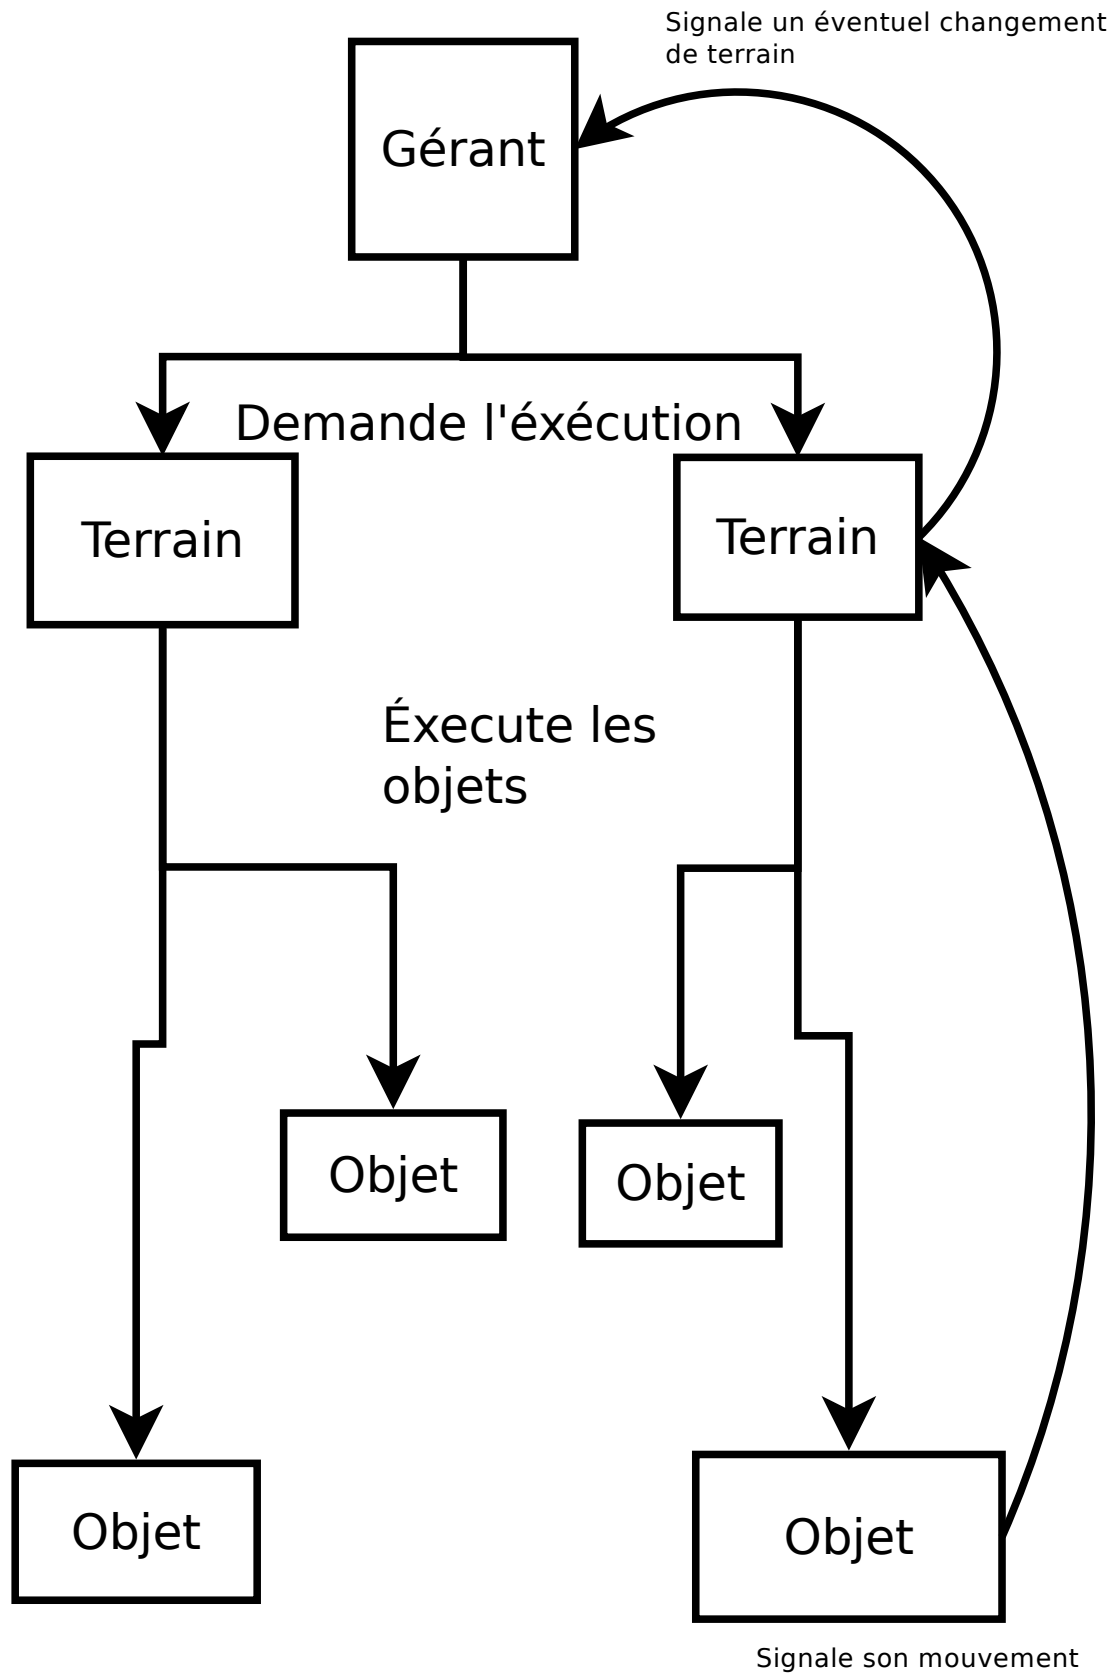 Signale un éventuel changement
de terrain
Gérant
Demande l'éxécution
Terrain
Terrain
Éxecute les
objets
Objet
Objet
Objet
Objet
Signale son mouvement